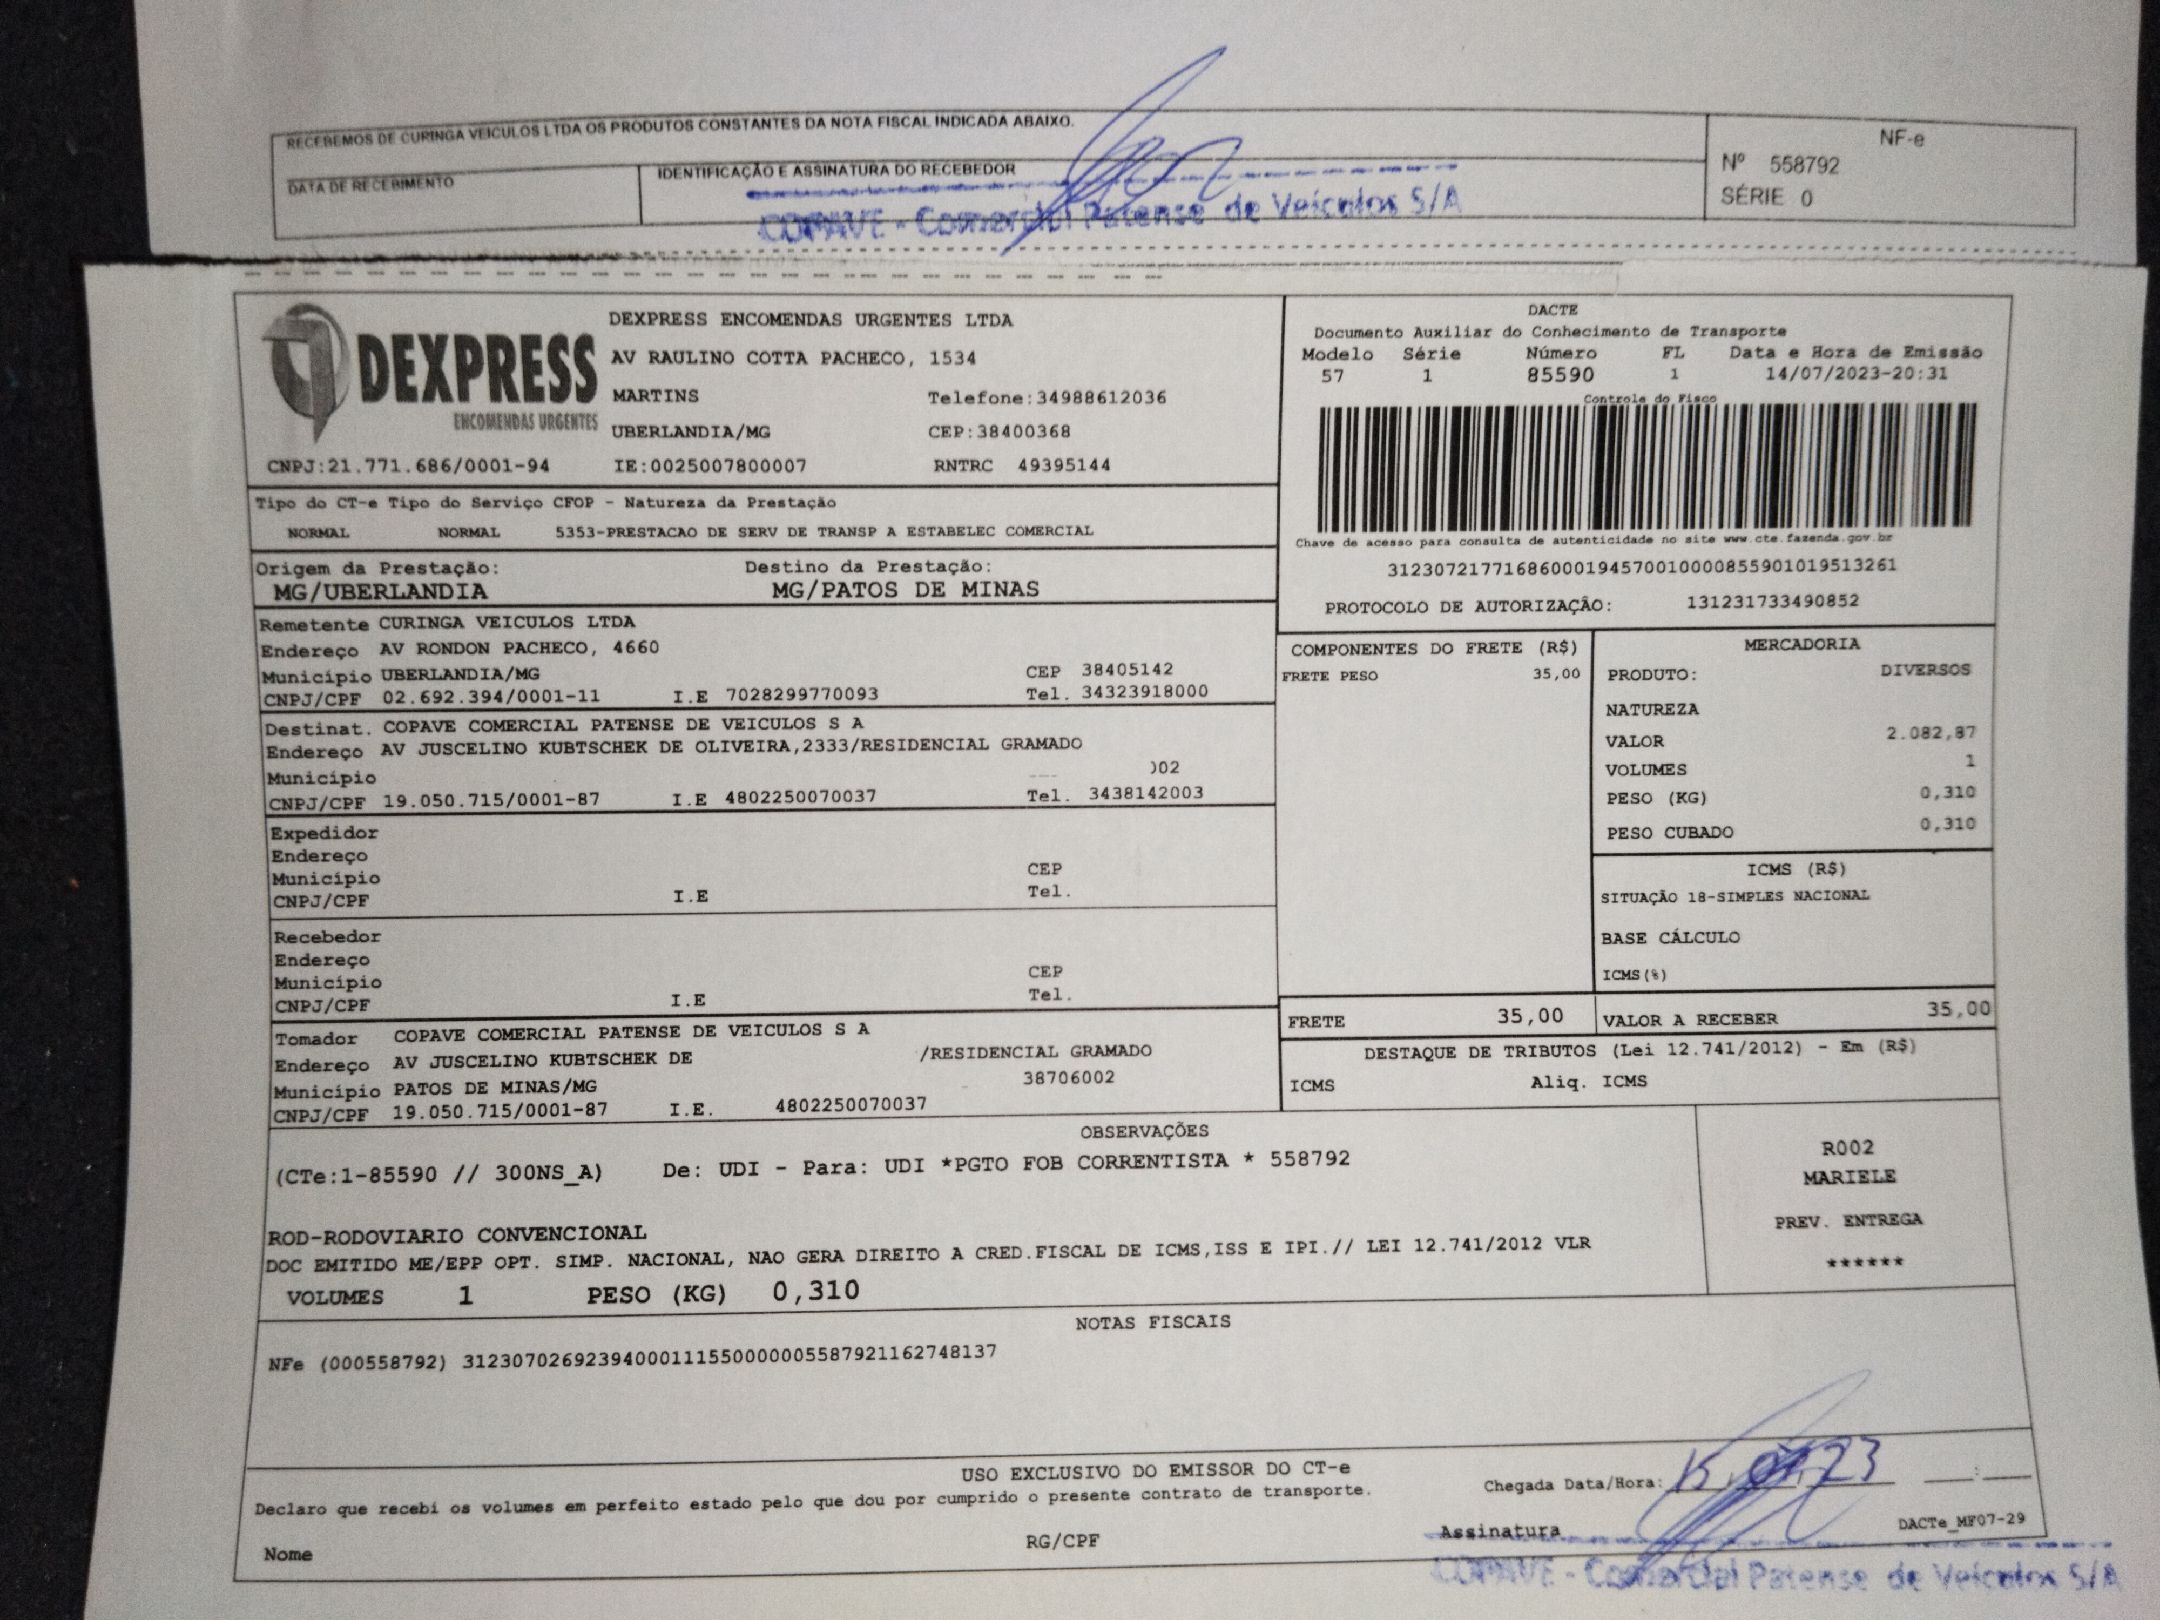 RECEBEMOS DE CURINGA VEICULOS LTDA OS PRODUTOS CONSTANTES DA NOTA FISCAL INDICADA ABAIXO.
DATA DE RECEBIMENTO
IDENTIFICAÇÃO E ASSINATURA DO RECEBEDOR
COPAVE - Comercial Patense de Veículos S/A
NF-e
Nº 558792
SÉRIE 0
DEXPRESS
ENCOMENDAS URGENTES
DEXPRESS ENCOMENDAS URGENTES LTDA
AV RAULINO COTTA PACHECO, 1534
MARTINS Telefone:34988612036
UBERLANDIA/MG CEP:38400368
CNPJ:21.771.686/0001-94 IE:0025007800007 RNTRC 49395144
DACTE
Documento Auxiliar do Conhecimento de Transporte
Modelo Série Número FL Data e Hora de Emissão
57 1 85590 1 14/07/2023-20:31
Controle do Fisco
Chave de acesso para consulta de autenticidade no site www.cte.fazenda.gov.br
31230721771686000194570010000855901019513261
PROTOCOLO DE AUTORIZAÇÃO: 131231733490852
Tipo do CT-e Tipo do Serviço CFOP - Natureza da Prestação
NORMAL NORMAL 5353-PRESTACAO DE SERV DE TRANSP A ESTABELEC COMERCIAL
Origem da Prestação: Destino da Prestação:
MG/UBERLANDIA MG/PATOS DE MINAS
Remetente CURINGA VEICULOS LTDA
Endereço AV RONDON PACHECO, 4660
Município UBERLANDIA/MG CEP 38405142
CNPJ/CPF 02.692.394/0001-11 I.E 7028299770093 Tel. 34323918000
Destinat. COPAVE COMERCIAL PATENSE DE VEICULOS S A
Endereço AV JUSCELINO KUBTSCHEK DE OLIVEIRA,2333/RESIDENCIAL GRAMADO
Município 002
CNPJ/CPF 19.050.715/0001-87 I.E 4802250070037 Tel. 3438142003
Expedidor
Endereço
Município CEP
CNPJ/CPF I.E Tel.
Recebedor
Endereço
Município CEP
CNPJ/CPF I.E Tel.
Tomador COPAVE COMERCIAL PATENSE DE VEICULOS S A
Endereço AV JUSCELINO KUBTSCHEK DE /RESIDENCIAL GRAMADO
Município PATOS DE MINAS/MG 38706002
CNPJ/CPF 19.050.715/0001-87 I.E. 4802250070037
COMPONENTES DO FRETE (R$)
FRETE PESO 35,00
MERCADORIA
PRODUTO: DIVERSOS
NATUREZA
VALOR 2.082,87
VOLUMES 1
PESO (KG) 0,310
PESO CUBADO 0,310
ICMS (R$)
SITUAÇÃO 18-SIMPLES NACIONAL
BASE CÁLCULO
ICMS(%)
FRETE 35,00 VALOR A RECEBER 35,00
DESTAQUE DE TRIBUTOS (Lei 12.741/2012) - Em (R$)
ICMS Aliq. ICMS
OBSERVAÇÕES
(CTe:1-85590 // 300NS_A) De: UDI - Para: UDI *PGTO FOB CORRENTISTA * 558792
ROD-RODOVIARIO CONVENCIONAL
DOC EMITIDO ME/EPP OPT. SIMP. NACIONAL, NAO GERA DIREITO A CRED.FISCAL DE ICMS,ISS E IPI.// LEI 12.741/2012 VLR
VOLUMES 1 PESO (KG) 0,310
R002
MARIELE
PREV. ENTREGA
******
NOTAS FISCAIS
NFe (000558792) 31230702692394000111550000005587921162748137
USO EXCLUSIVO DO EMISSOR DO CT-e
Declaro que recebi os volumes em perfeito estado pelo que dou por cumprido o presente contrato de transporte.
Nome RG/CPF
Chegada Data/Hora: 15 23 :
Assinatura DACTe_MF07-29
COPAVE - Comercial Patense de Veículos S/A